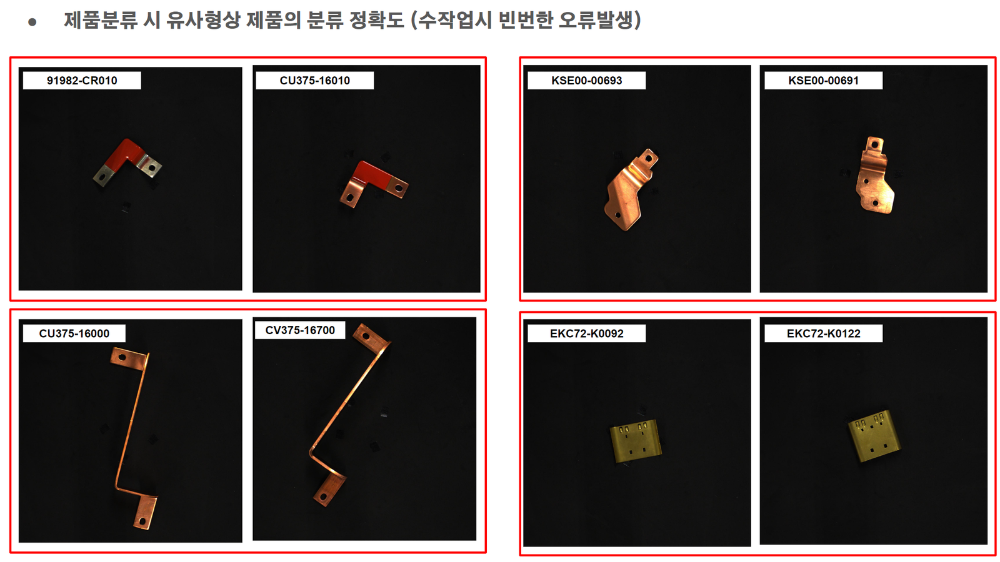 ● 제품분류 시 유사형상 제품의 분류 정확도 (수작업시 빈번한 오류발생)
91982-CR010
CU375-16010
KSE00-00693
KSE00-00691
CU375-16000
CV375-16700
EKC72-K0092
EKC72-K0122